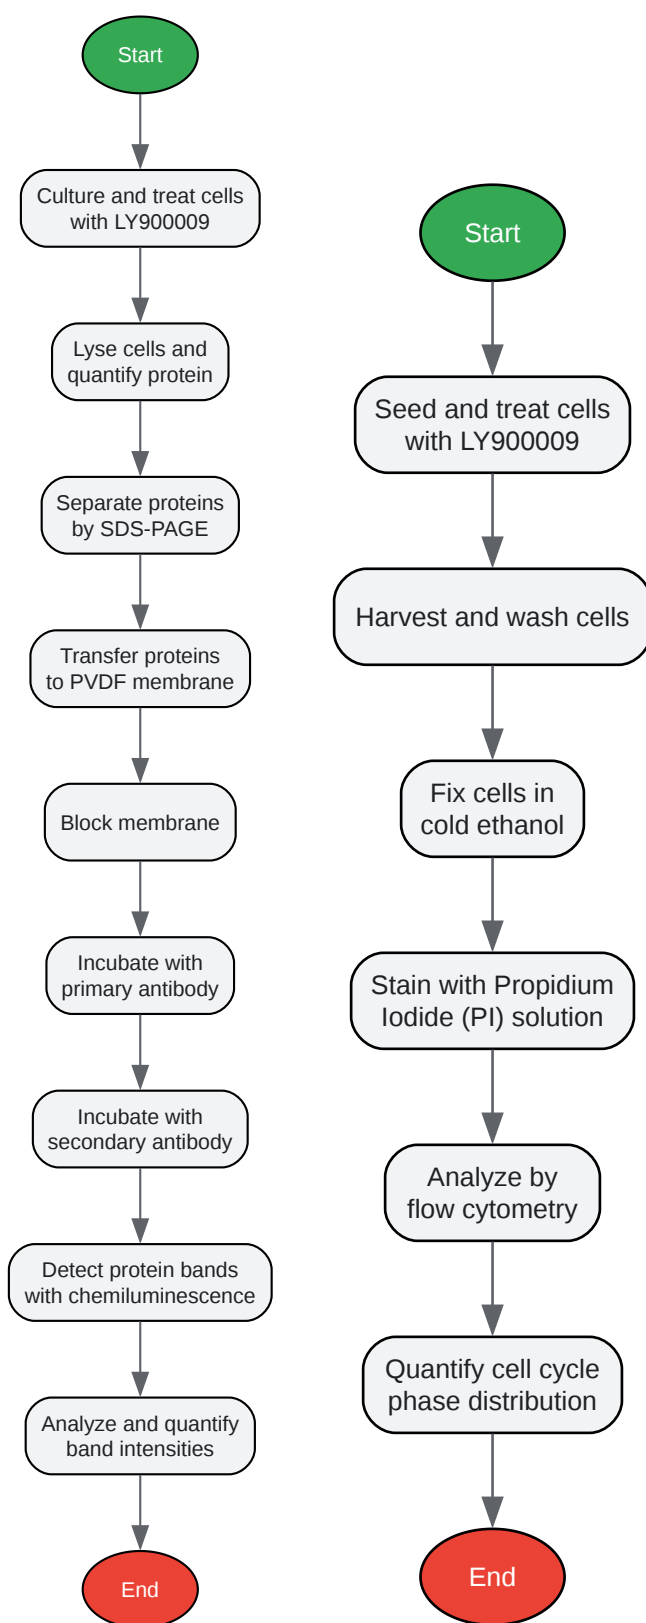 Start
Culture and treat cells
with LY900009
Lyse cells and
quantify protein
Separate proteins
by SDS-PAGE
Transfer proteins
to PVDF membrane
Block membrane
Incubate with
primary antibody
Incubate with
secondary antibody
Detect protein bands
with chemiluminescence
Analyze and quantify
band intensities
End
Start
Seed and treat cells
with LY900009
Harvest and wash cells
Fix cells in
cold ethanol
Stain with Propidium
Iodide (PI) solution
Analyze by
flow cytometry
Quantify cell cycle
phase distribution
End